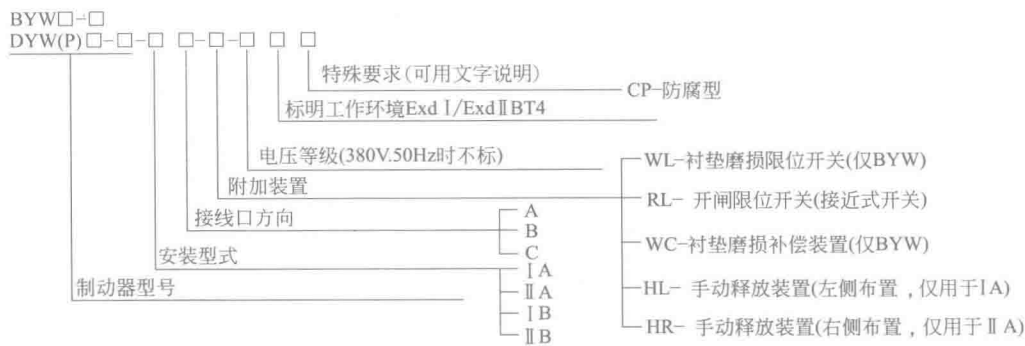 BYW□-□
DYW(P)□-□-□ □-□-□ □ □
特殊要求(可用文字说明)
CP-防腐型
标明工作环境ExdⅠ/ExdⅡBT4
电压等级(380V.50Hz时不标)
WL-衬垫磨损限位开关(仅BYW)
附加装置
RL- 开闸限位开关(接近式开关)
接线口方向
A
B
C
WC-衬垫磨损补偿装置(仅BYW)
安装型式
ⅠA
ⅡA
ⅠB
ⅡB
制动器型号
HL- 手动释放装置(左侧布置,仅用于ⅠA)
HR- 手动释放装置(右侧布置,仅用于ⅡA)